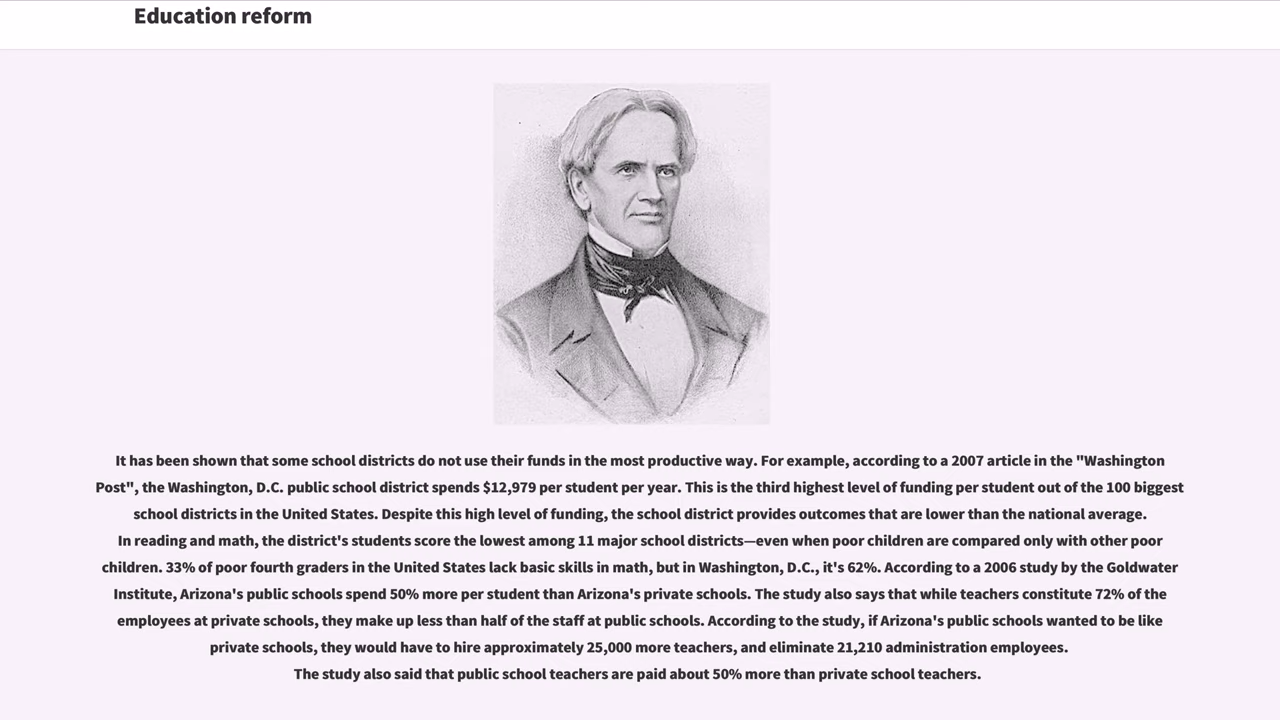 Education reform
It has been shown that some school districts do not use their funds in the most productive way. For example, according to a 2007 article in the "Washington
Post", the Washington, D.C. public school district spends $12,979 per student per year. This is the third highest level of funding per student out of the 100 biggest
school districts in the United States. Despite this high level of funding, the school district provides outcomes that are lower than the national average.
In reading and math, the district's students score the lowest among 11 major school districts—even when poor children are compared only with other poor
children. 33% of poor fourth graders in the United States lack basic skills in math, but in Washington, D.C., it's 62%. According to a 2006 study by the Goldwater
Institute, Arizona's public schools spend 50% more per student than Arizona's private schools. The study also says that while teachers constitute 72% of the
employees at private schools, they make up less than half of the staff at public schools. According to the study, if Arizona's public schools wanted to be like
private schools, they would have to hire approximately 25,000 more teachers, and eliminate 21,210 administration employees.
The study also said that public school teachers are paid about 50% more than private school teachers.